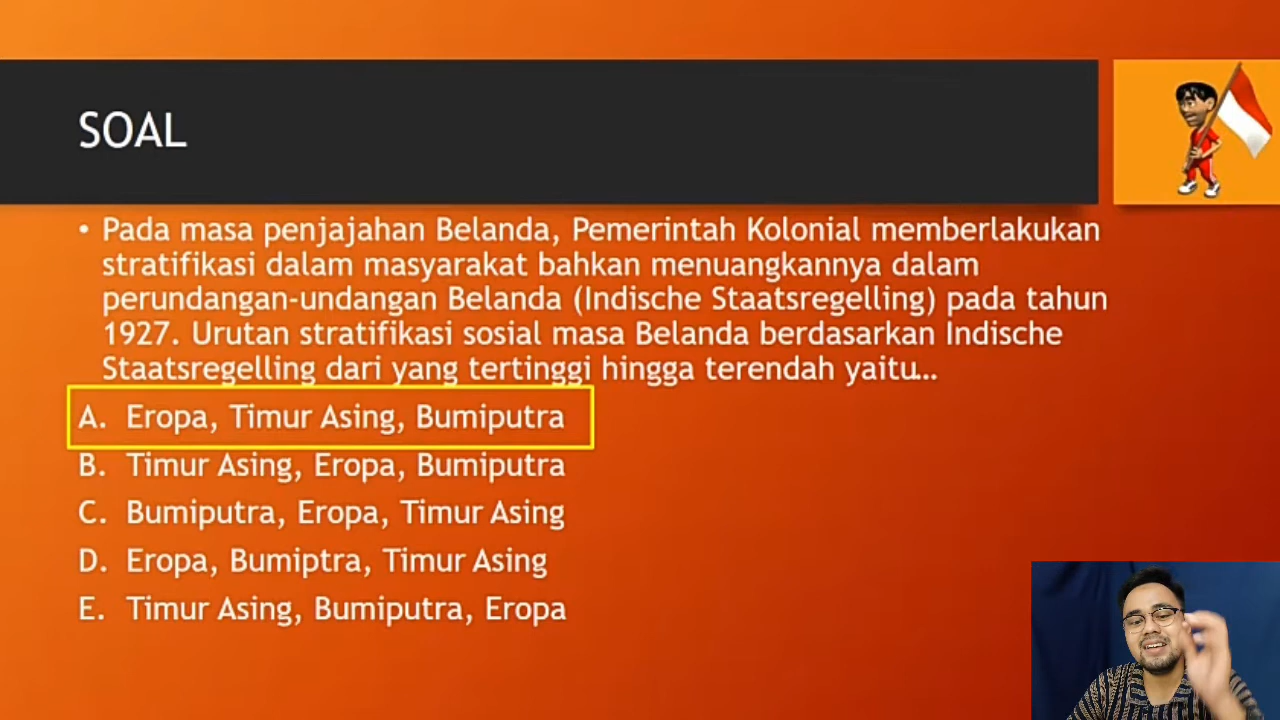 SOAL
• Pada masa penjajahan Belanda, Pemerintah Kolonial memberlakukan
stratifikasi dalam masyarakat bahkan menuangkannya dalam
perundangan-undangan Belanda (Indische Staatsregelling) pada tahun
1927. Urutan stratifikasi sosial masa Belanda berdasarkan Indische
Staatsregelling dari yang tertinggi hingga terendah yaitu…
A. Eropa, Timur Asing, Bumiputra
B. Timur Asing, Eropa, Bumiputra
C. Bumiputra, Eropa, Timur Asing
D. Eropa, Bumiptra, Timur Asing
E. Timur Asing, Bumiputra, Eropa